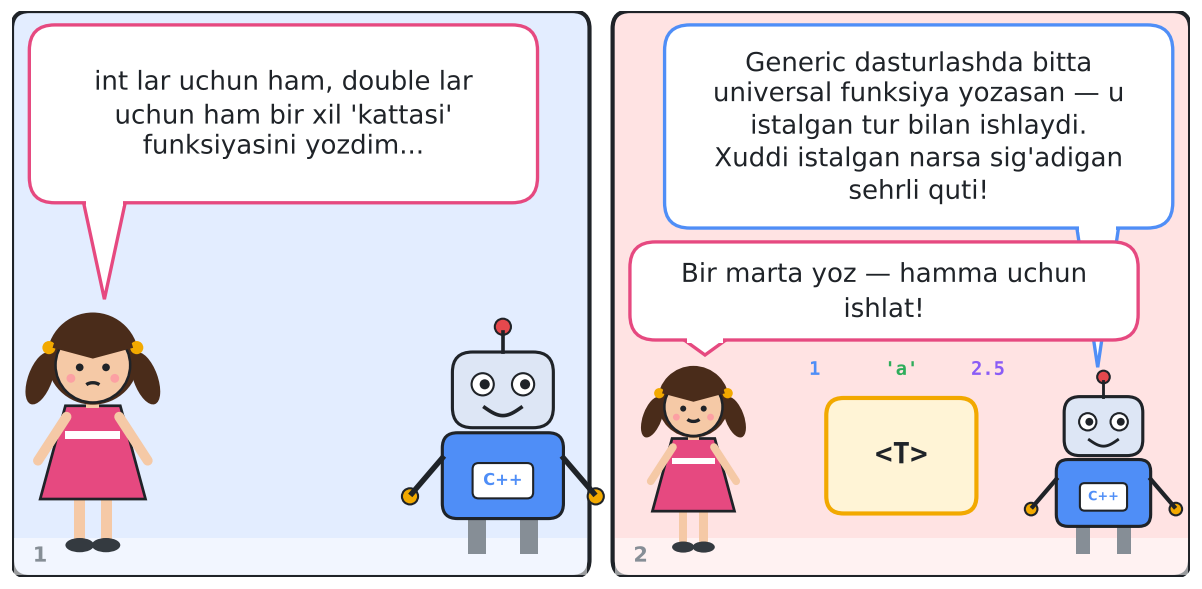 int lar uchun ham, double lar
uchun ham bir xil 'kattasi'
funksiyasini yozdim...
C++
1
Generic dasturlashda bitta
universal funksiya yozasan — u
istalgan tur bilan ishlaydi.
Xuddi istalgan narsa sig'adigan
sehrli quti!
Bir marta yoz — hamma uchun
ishlat!
1 'a' 2.5
<T>
C++
2